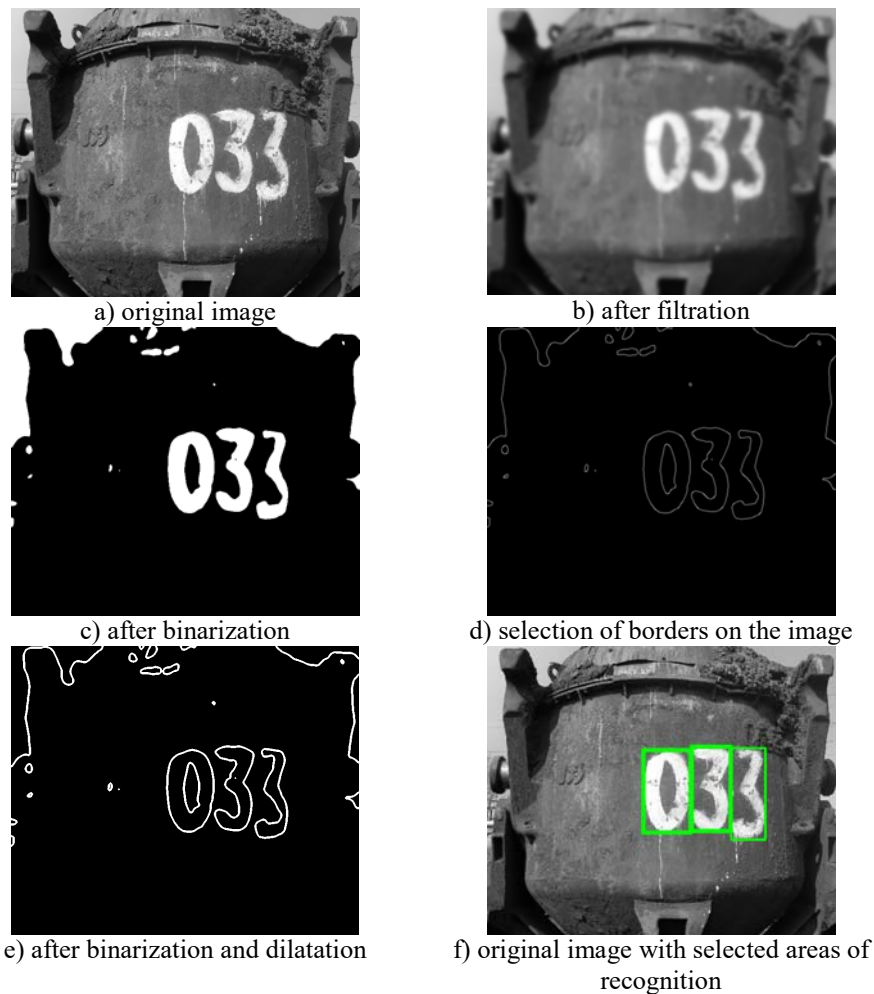 033
033
a) original image
b) after filtration
033
033
c) after binarization
d) selection of borders on the image
033
033
e) after binarization and dilatation
f) original image with selected areas of
recognition